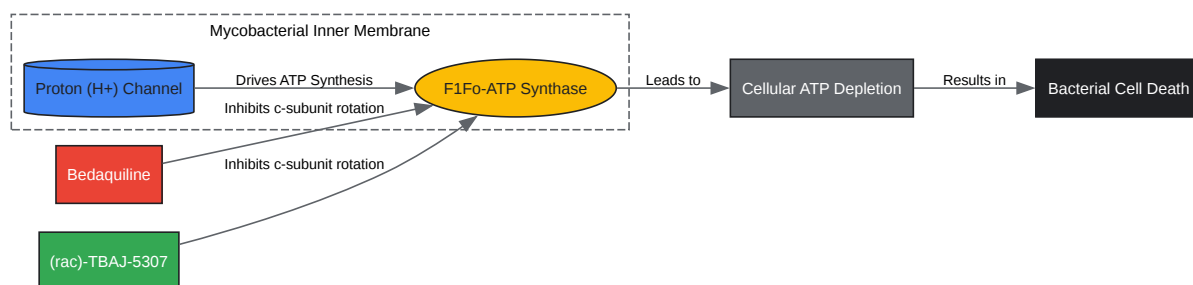 Mycobacterial Inner Membrane
Proton (H+) Channel
Drives ATP Synthesis
F1Fo-ATP Synthase
Leads to
Cellular ATP Depletion
Results in
Bacterial Cell Death
Inhibits c-subunit rotation
Bedaquiline
Inhibits c-subunit rotation
(rac)-TBAJ-5307